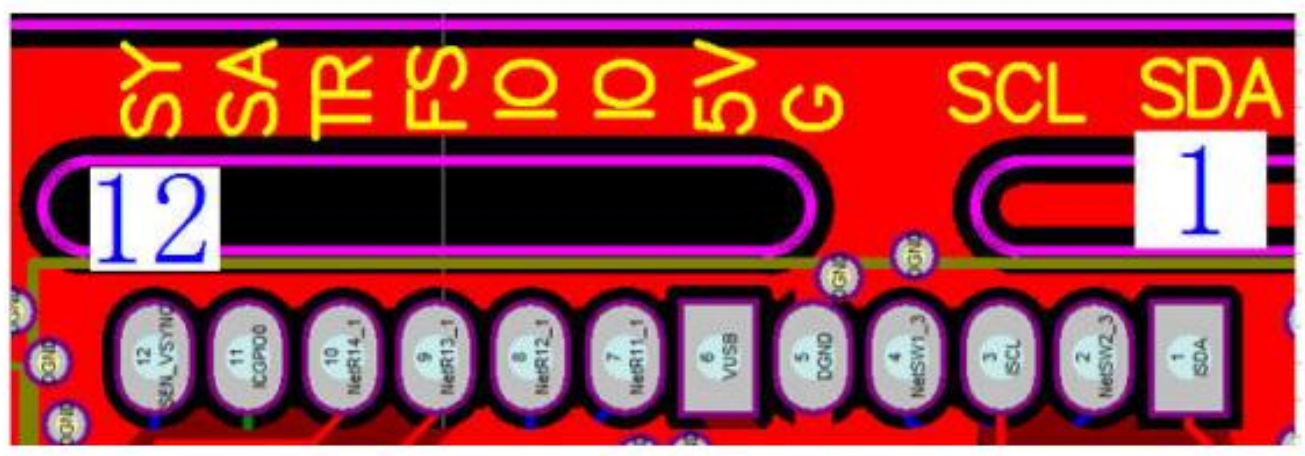 SY SA TR FS IO IO 5V G SCL SDA
12 1
DGND
DGND
12 11 10 9 8 7 6 5 4 3 2 1
SEN_VSYNC ICGPIO0 NetR14_1 NetR13_1 NetR12_1 NetR11_1 VUSB DGND NetSW1_3 ISCL NetSW2_3 ISDA
DGND
DGND